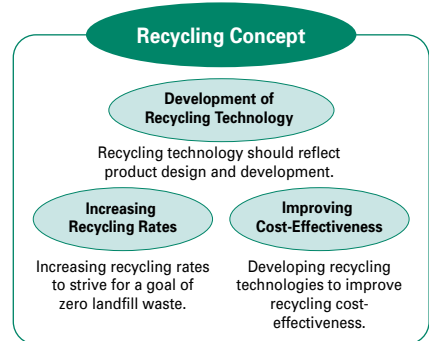 Recycling Concept
Development of
Recycling Technology
Recycling technology should reflect
product design and development.
Increasing
Recycling Rates
Increasing recycling rates
to strive for a goal of
zero landfill waste.
Improving
Cost-Effectiveness
Developing recycling
technologies to improve
recycling cost-
effectiveness.